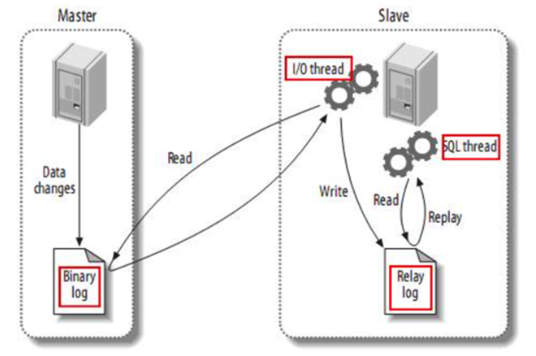 Master
Slave
I/O thread
SQL thread
Read
Data
changes
Write
Read
Replay
Binary
log
Relay
log